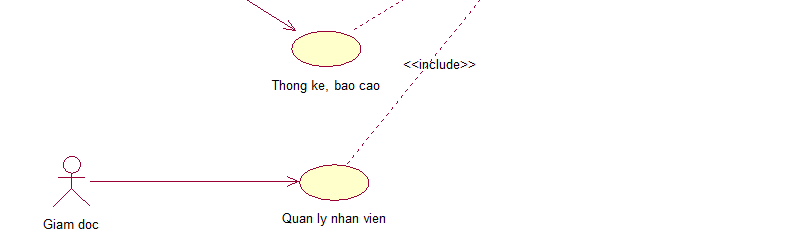 <<include>>
Thong ke, bao cao
Quan ly nhan vien
Giam doc